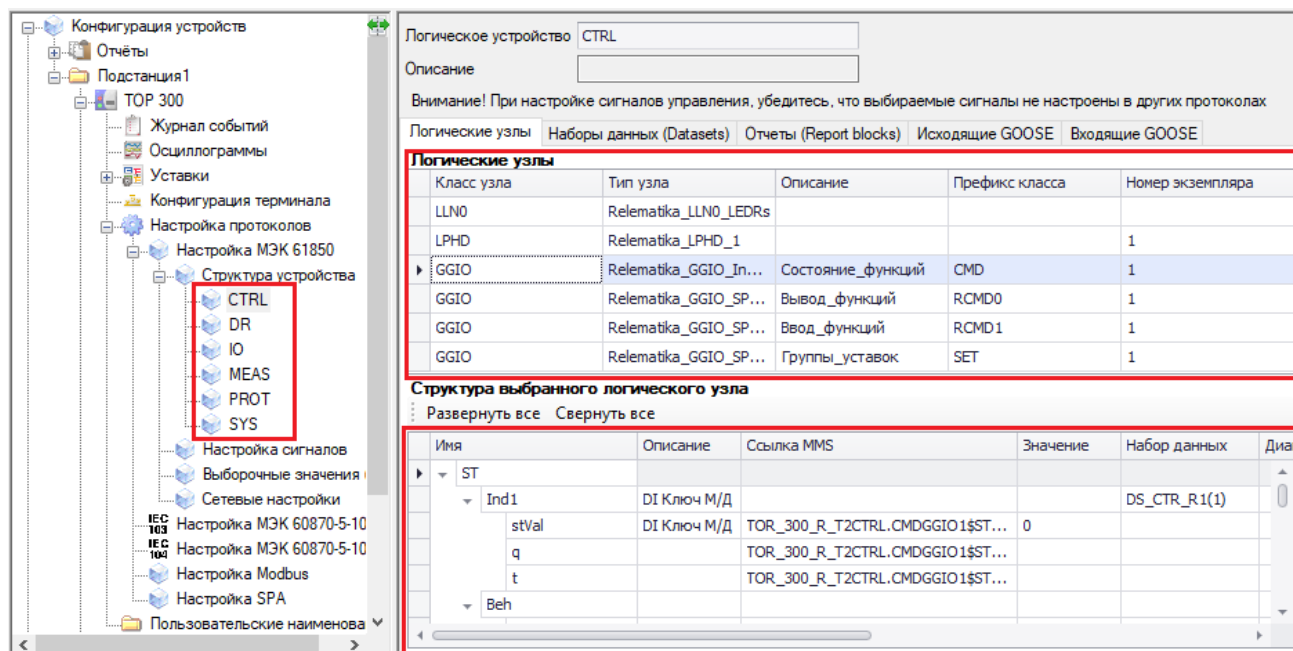 Конфигурация устройств
Отчёты
Подстанция1
TOP 300
Журнал событий
Осциллограммы
Уставки
Конфигурация терминала
Настройка протоколов
Настройка МЭК 61850
Структура устройства
CTRL
DR
IO
MEAS
PROT
SYS
Настройка сигналов
Выборочные значения
Сетевые настройки
IEC 103 Настройка МЭК 60870-5-10
IEC 104 Настройка МЭК 60870-5-10
Настройка Modbus
Настройка SPA
Пользовательские наименова
Логическое устройство CTRL
Описание
Внимание! При настройке сигналов управления, убедитесь, что выбираемые сигналы не настроены в других протоколах
Логические узлы Наборы данных (Datasets) Отчеты (Report blocks) Исходящие GOOSE Входящие GOOSE
Логические узлы
Класс узла Тип узла Описание Префикс класса Номер экземпляра
LLN0 Relematika_LLN0_LEDRs
LPHD Relematika_LPHD_1 1
GGIO Relematika_GGIO_In... Состояние_функций CMD 1
GGIO Relematika_GGIO_SP... Вывод_функций RCMD0 1
GGIO Relematika_GGIO_SP... Ввод_функций RCMD1 1
GGIO Relematika_GGIO_SP... Группы_уставок SET 1
Структура выбранного логического узла
Развернуть все Свернуть все
Имя Описание Ссылка MMS Значение Набор данных Диа
ST
Ind1 DI Ключ М/Д DS_CTR_R1(1)
stVal DI Ключ М/Д TOR_300_R_T2CTRL.CMDGGIO1$ST... 0
q TOR_300_R_T2CTRL.CMDGGIO1$ST...
t TOR_300_R_T2CTRL.CMDGGIO1$ST...
Beh